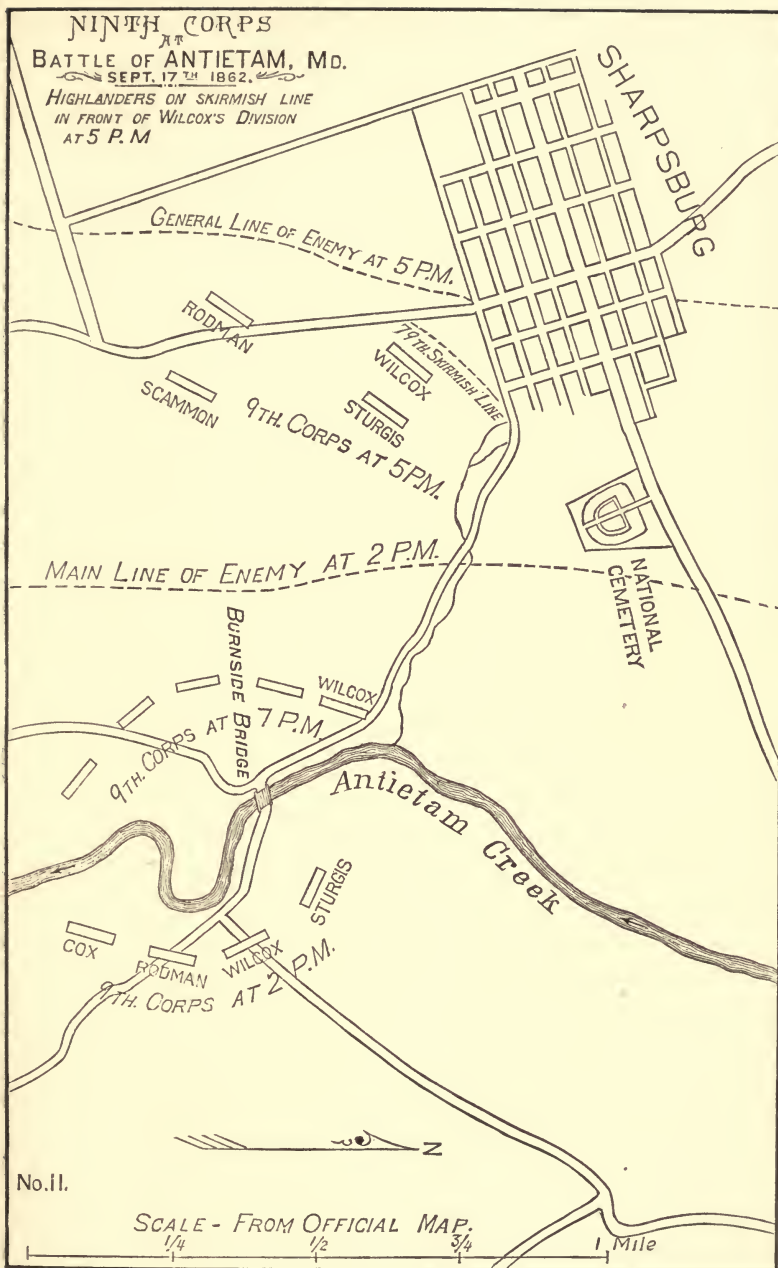 NINTH CORPS
AT
BATTLE OF ANTIETAM, MD.
SEPT. 17TH 1862.
HIGHLANDERS ON SKIRMISH LINE
IN FRONT OF WILCOX'S DIVISION
AT 5 P.M
SHARPSBURG
GENERAL LINE OF ENEMY AT 5 P.M.
RODMAN
79TH. SKIRMISH LINE
WILCOX
SCAMMON
STURGIS
9TH. CORPS AT 5 P.M.
MAIN LINE OF ENEMY AT 2 P.M.
NATIONAL
CEMETERY
BURNSIDE BRIDGE
WILCOX
9TH. CORPS AT 7 P.M.
Antietam Creek
STURGIS
COX
RODMAN
WILCOX
9TH. CORPS AT 2 P.M.
N
No.11.
SCALE - FROM OFFICIAL MAP.
1/4 1/2 3/4 1 Mile